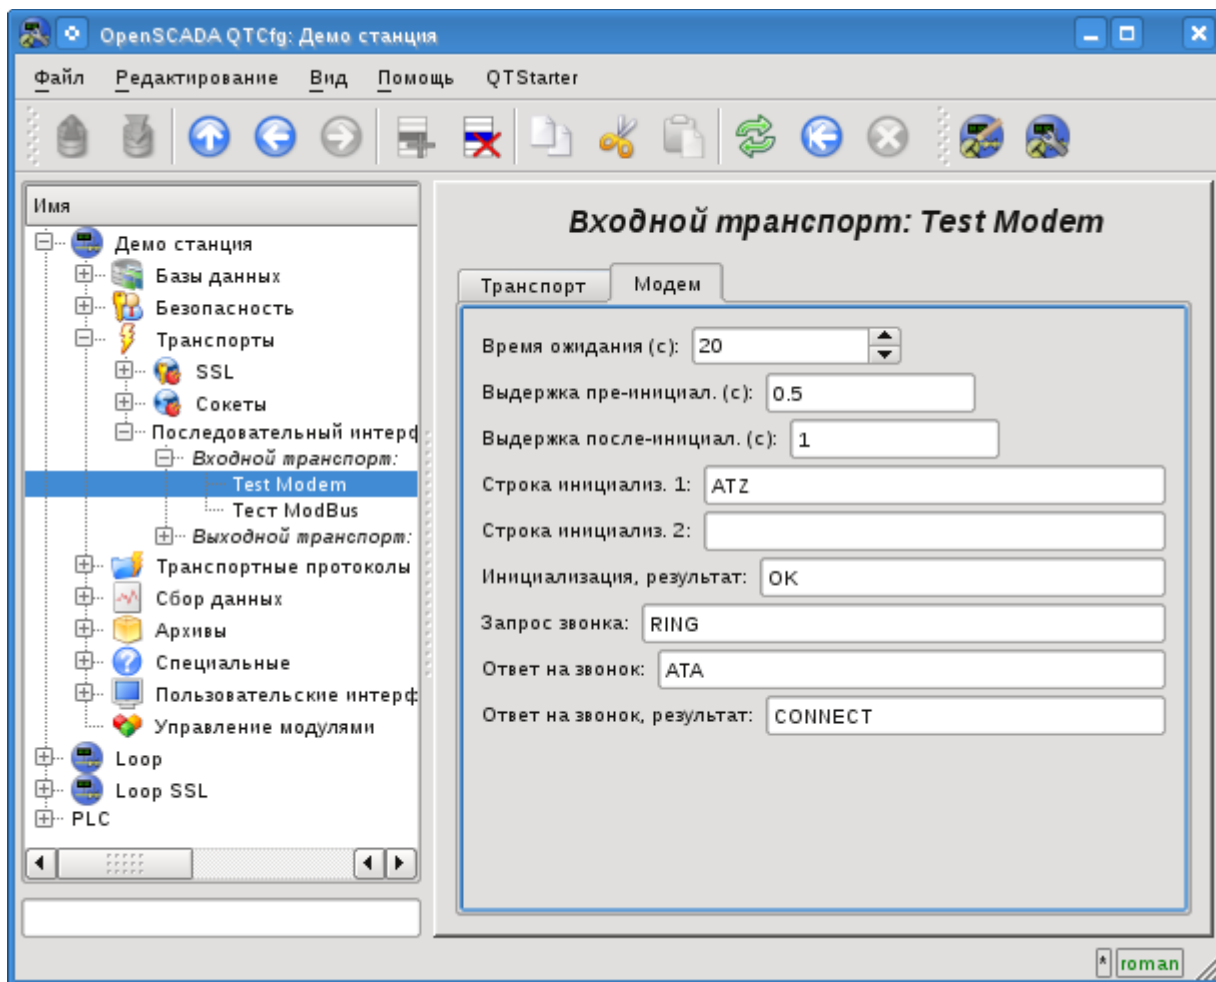 OpenSCADA QTCfg: Демо станция
Файл Редактирование Вид Помощь QTStarter
Имя
Демо станция
Базы данных
Безопасность
Транспорты
SSL
Сокеты
Последовательный интерф
Входной транспорт:
Test Modem
Тест ModBus
Выходной транспорт:
Транспортные протоколы
Сбор данных
Архивы
Специальные
Пользовательские интерф
Управление модулями
Loop
Loop SSL
PLC
Входной транспорт: Test Modem
Транспорт Модем
Время ожидания (с): 20
Выдержка пре-инициал. (с): 0.5
Выдержка после-инициал. (с): 1
Строка инициализ. 1: ATZ
Строка инициализ. 2:
Инициализация, результат: OK
Запрос звонка: RING
Ответ на звонок: ATA
Ответ на звонок, результат: CONNECT
* roman